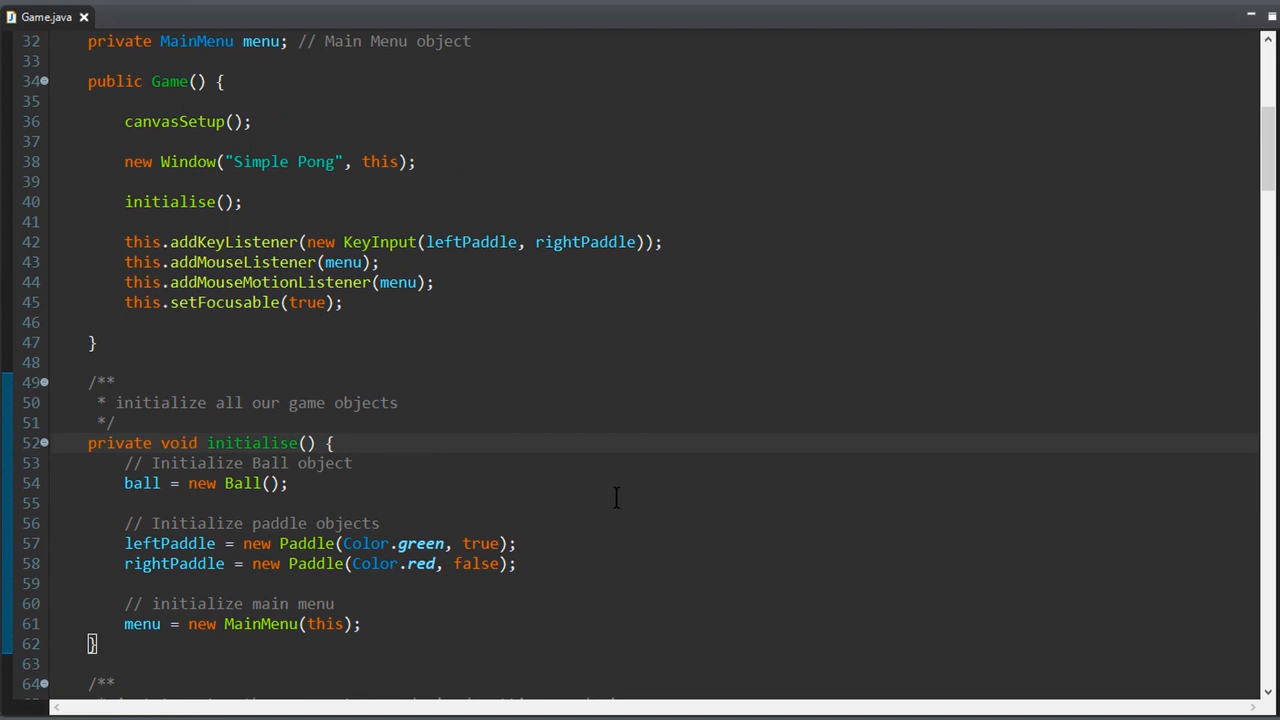 Game.java
32 private MainMenu menu; // Main Menu object
33
34 public Game() {
35
36 canvasSetup();
37
38 new Window("Simple Pong", this);
39
40 initialise();
41
42 this.addKeyListener(new KeyInput(leftPaddle, rightPaddle));
43 this.addMouseListener(menu);
44 this.addMouseMotionListener(menu);
45 this.setFocusable(true);
46
47 }
48
49 /**
50 * initialize all our game objects
51 */
52 private void initialise() {
53 // Initialize Ball object
54 ball = new Ball();
55
56 // Initialize paddle objects
57 leftPaddle = new Paddle(Color.green, true);
58 rightPaddle = new Paddle(Color.red, false);
59
60 // initialize main menu
61 menu = new MainMenu(this);
62 }
63
64 /**